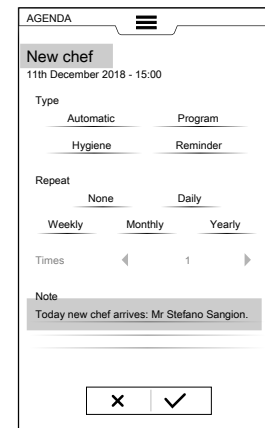 AGENDA
New chef
11th December 2018 - 15:00
Type
Automatic Program
Hygiene Reminder
Repeat
None Daily
Weekly Monthly Yearly
Times 1
Note
Today new chef arrives: Mr Stefano Sangion.